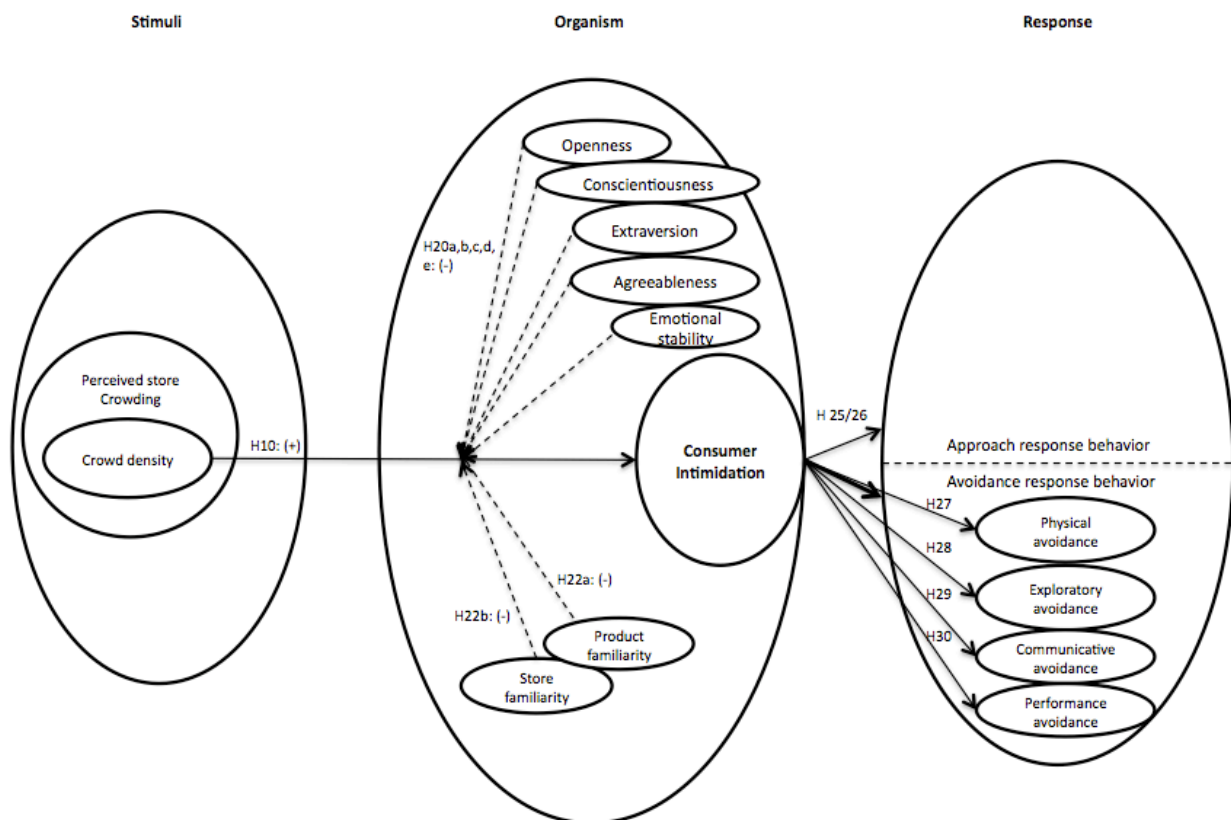 Stimuli
Organism
Response
Openness
Conscientiousness
Extraversion
H20a,b,c,d,
e: (-)
Agreeableness
Emotional
stability
Perceived store
Crowding
H 25/26
H10: (+)
Crowd density
Consumer
Intimidation
Approach response behavior
Avoidance response behavior
H27
Physical
avoidance
H28
H22a: (-)
Exploratory
avoidance
H29
H22b: (-)
Product
familiarity
H30
Communicative
avoidance
Store
familiarity
Performance
avoidance